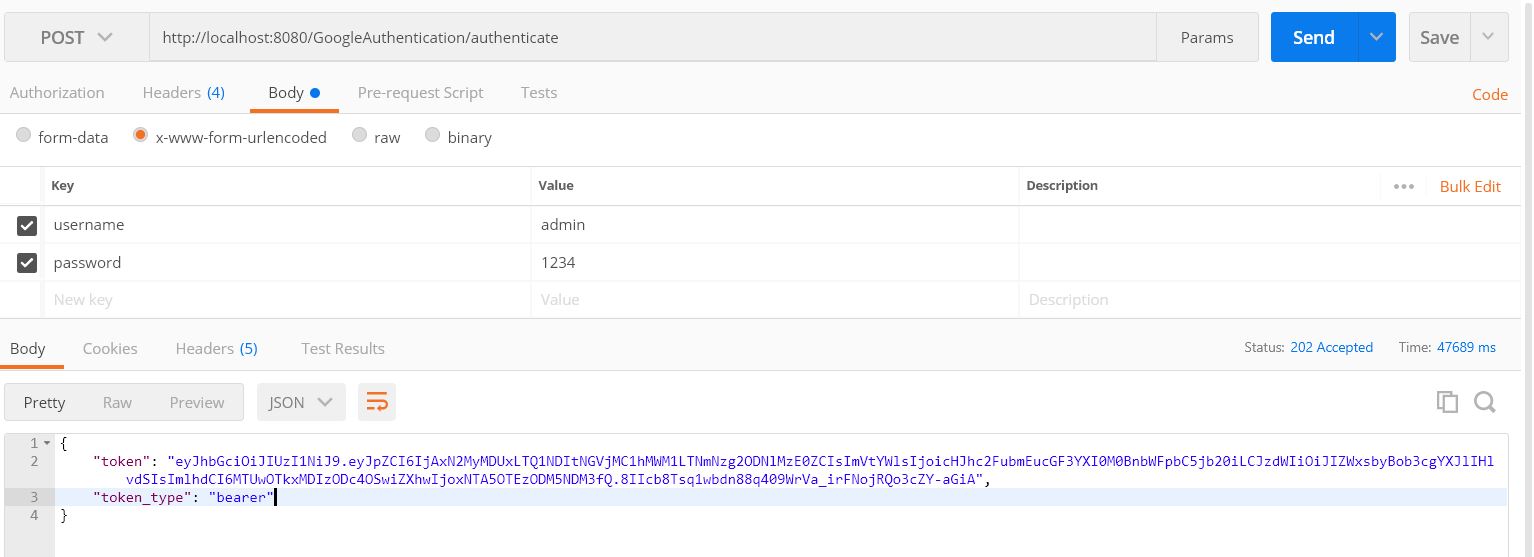 POST http://localhost:8080/GoogleAuthentication/authenticate Params Send Save
Authorization Headers (4) Body Pre-request Script Tests Code
form-data x-www-form-urlencoded raw binary
Key Value Description Bulk Edit
username admin
password 1234
New key Value Description
Body Cookies Headers (5) Test Results Status: 202 Accepted Time: 47689 ms
Pretty Raw Preview JSON
1 {
2 "token": "eyJhbGciOiJIUzI1NiJ9.eyJpZCI6IjAxN2MyMDUxLTQ1NDItNGVjMC1hMWM1LTNmNzg2ODNlMzE0ZCIsImVtYWlsIjoicHJhc2FubmEucGF3YXI0M0BnbWFpbC5jb20iLCJzdWIiOiJIZWxsbyBob3cgYXJlIHl
vdSIsImlhdCI6MTUwOTkxMDIzODc4OSwiZXhwIjoxNTA5OTEzODM5NDM3fQ.8IIcb8Tsq1wbdn88q409WrVa_irFNojRQo3cZY-aGiA",
3 "token_type": "bearer"
4 }